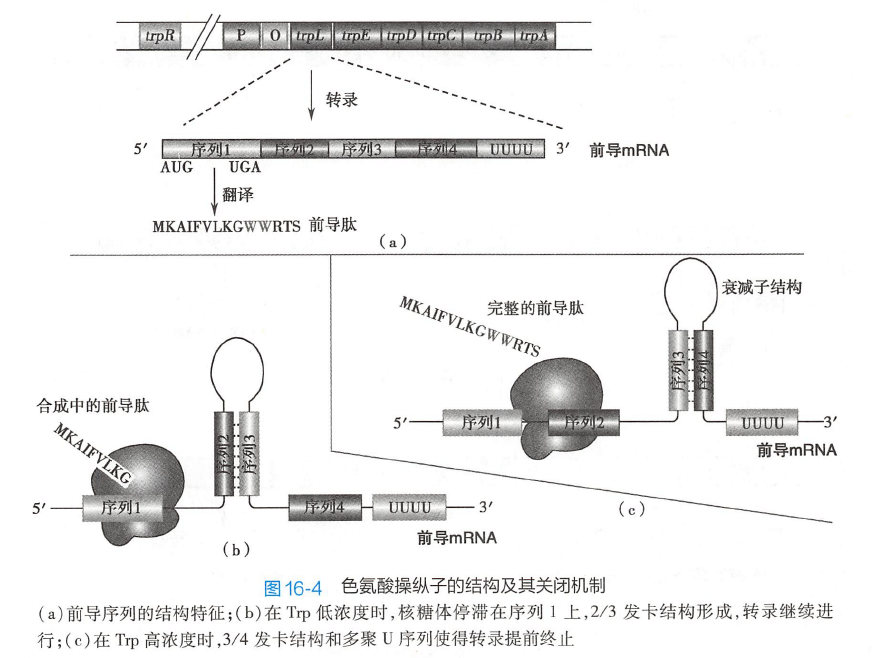 trpR P O trpL trpE trpD trpC trpB trpA
转录
5′ 序列1 序列2 序列3 序列4 UUUU 3′ 前导mRNA
AUG UGA
翻译
MKAIFVLKGWWRTS 前导肽
(a)
合成中的前导肽
MKAIFVLKG
序列2 序列3
5′ 序列1 序列4 UUUU 3′
前导mRNA
(b)
MKAIFVLKGWWRTS
完整的前导肽
衰减子结构
序列3 序列4
5′ 序列1 序列2 UUUU 3′
前导mRNA
(c)
图16-4 色氨酸操纵子的结构及其关闭机制
(a)前导序列的结构特征;(b)在 Trp 低浓度时,核糖体停滞在序列 1 上,2/3 发卡结构形成,转录继续进
行;(c)在 Trp 高浓度时,3/4 发卡结构和多聚 U 序列使得转录提前终止